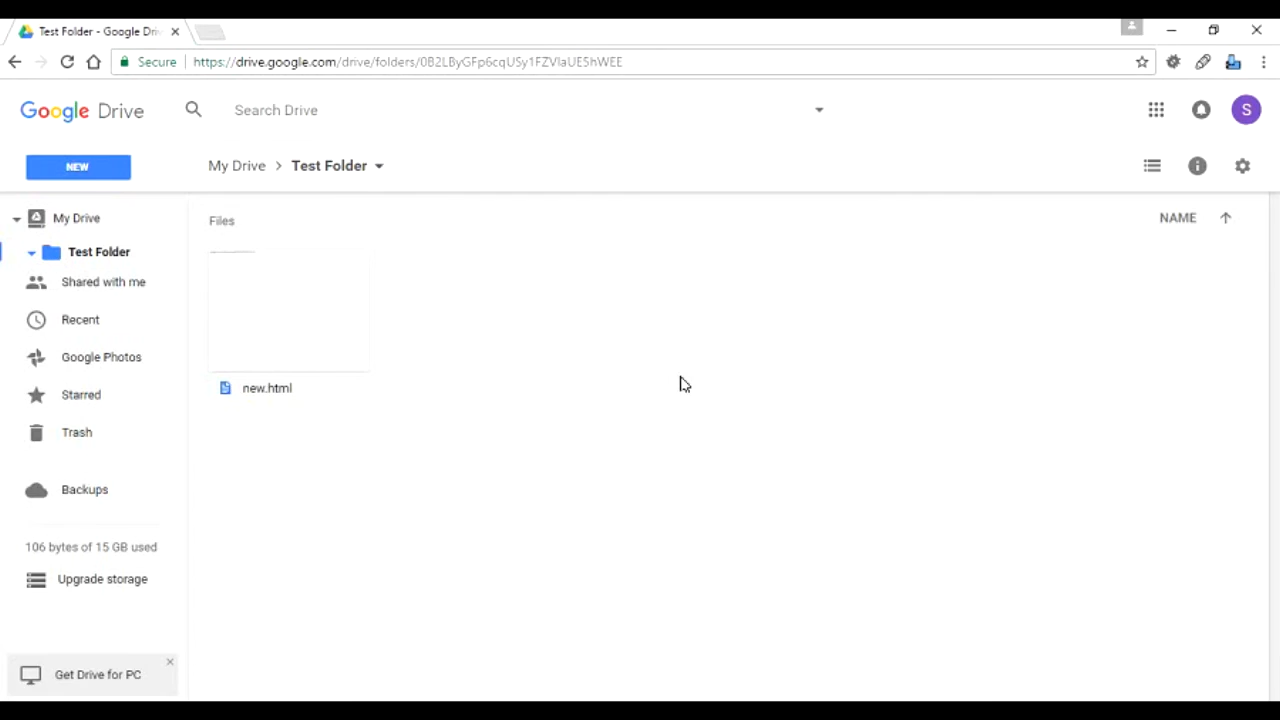 Test Folder - Google Dri
Secure https://drive.google.com/drive/folders/0B2LByGFp6cqUSy1FZVlaUE5hWEE
Google Drive Search Drive S
NEW My Drive > Test Folder
My Drive
Test Folder
Shared with me
Recent
Google Photos
Starred
Trash
Backups
106 bytes of 15 GB used
Upgrade storage
Get Drive for PC
Files NAME
new.html